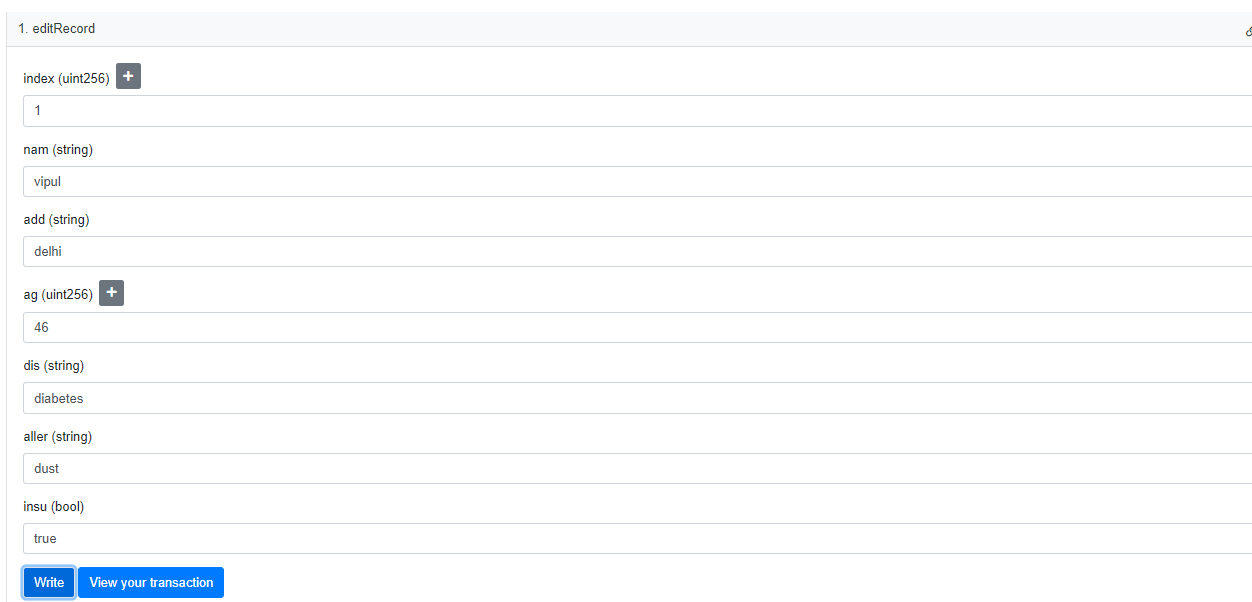 1. editRecord
index (uint256) +
1
nam (string)
vipul
add (string)
delhi
ag (uint256) +
46
dis (string)
diabetes
aller (string)
dust
insu (bool)
true
Write View your transaction